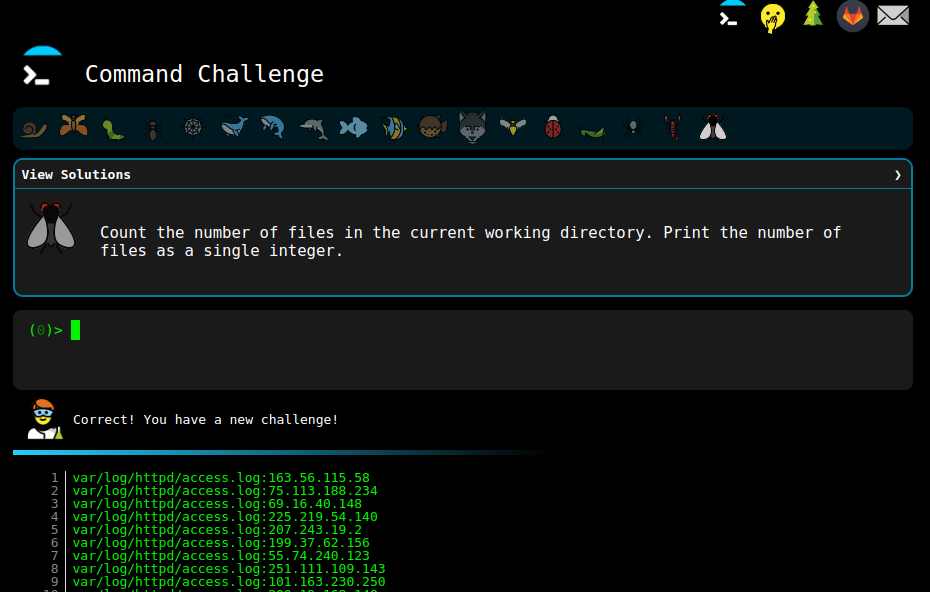 Command Challenge
View Solutions ❯
Count the number of files in the current working directory. Print the number of
files as a single integer.
(0)>
Correct! You have a new challenge!
1 var/log/httpd/access.log:163.56.115.58
2 var/log/httpd/access.log:75.113.188.234
3 var/log/httpd/access.log:69.16.40.148
4 var/log/httpd/access.log:225.219.54.140
5 var/log/httpd/access.log:207.243.19.2
6 var/log/httpd/access.log:199.37.62.156
7 var/log/httpd/access.log:55.74.240.123
8 var/log/httpd/access.log:251.111.109.143
9 var/log/httpd/access.log:101.163.230.250